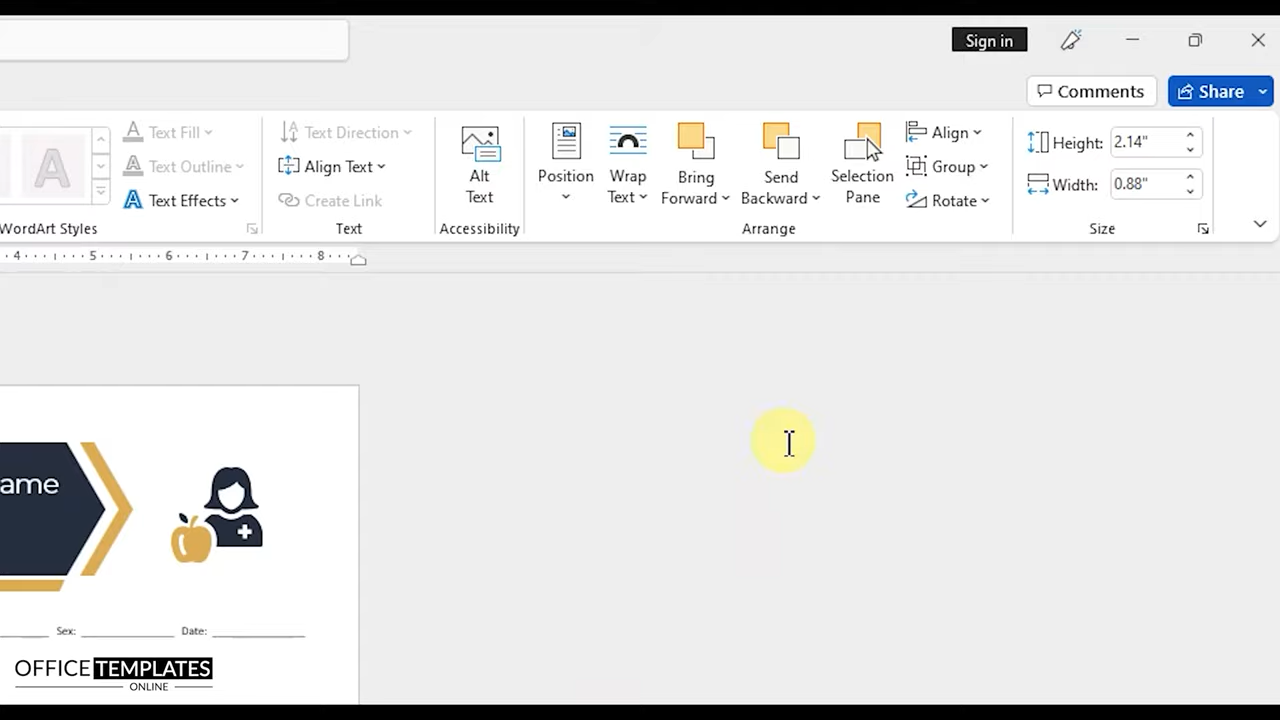 Sign in
Comments
Share
A
Text Fill
Text Outline
Text Effects
WordArt Styles
Text Direction
Align Text
Create Link
Text
Alt
Text
Accessibility
Position
Wrap
Text
Bring
Forward
Send
Backward
Selection
Pane
Align
Group
Rotate
Arrange
Height: 2.14"
Width: 0.88"
Size
4 5 6 7 8
ame
Sex: Date:
OFFICE TEMPLATES
ONLINE